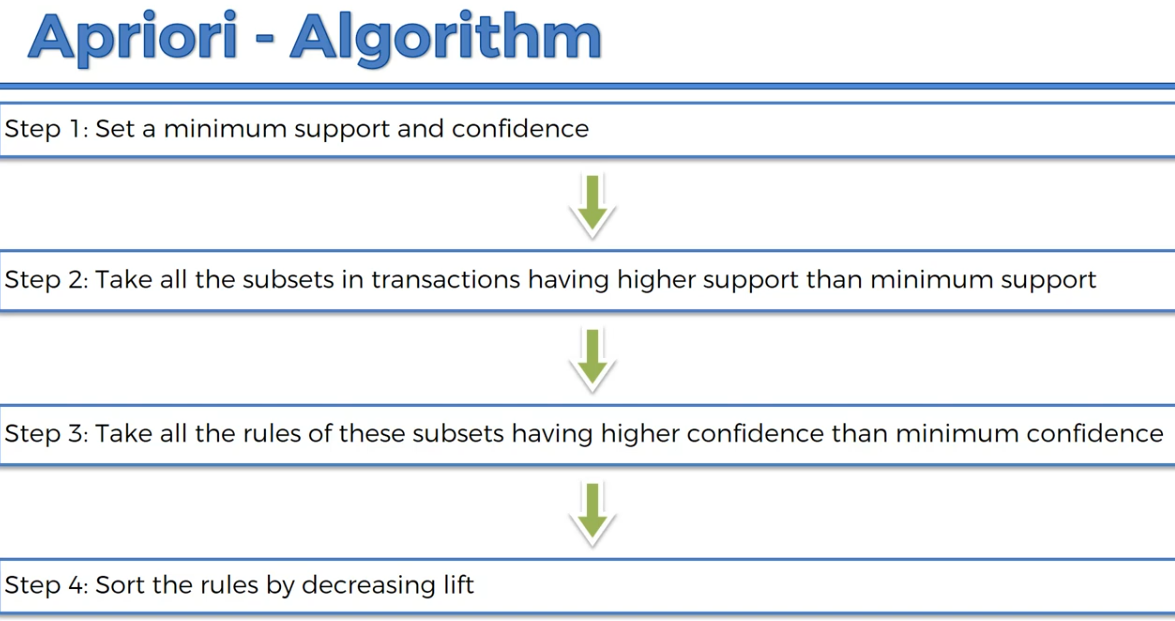 Apriori - Algorithm
Step 1: Set a minimum support and confidence
Step 2: Take all the subsets in transactions having higher support than minimum support
Step 3: Take all the rules of these subsets having higher confidence than minimum confidence
Step 4: Sort the rules by decreasing lift